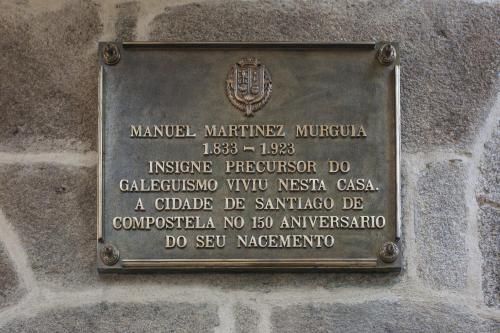 MANUEL MARTINEZ MURGUIA
1.833 - 1.923
INSIGNE PRECURSOR DO
GALEGUISMO VIVIU NESTA CASA.
A CIDADE DE SANTIAGO DE
COMPOSTELA NO 150 ANIVERSARIO
DO SEU NACEMENTO